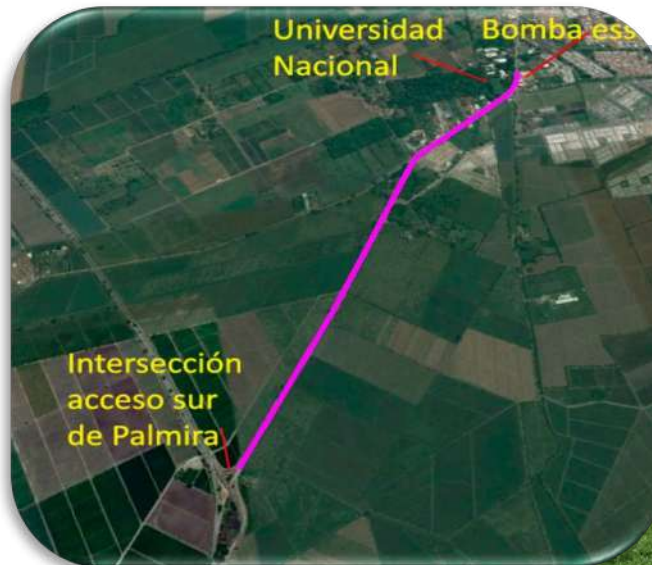 Universidad
Nacional
Bomba ess
Intersección
acceso sur
de Palmira